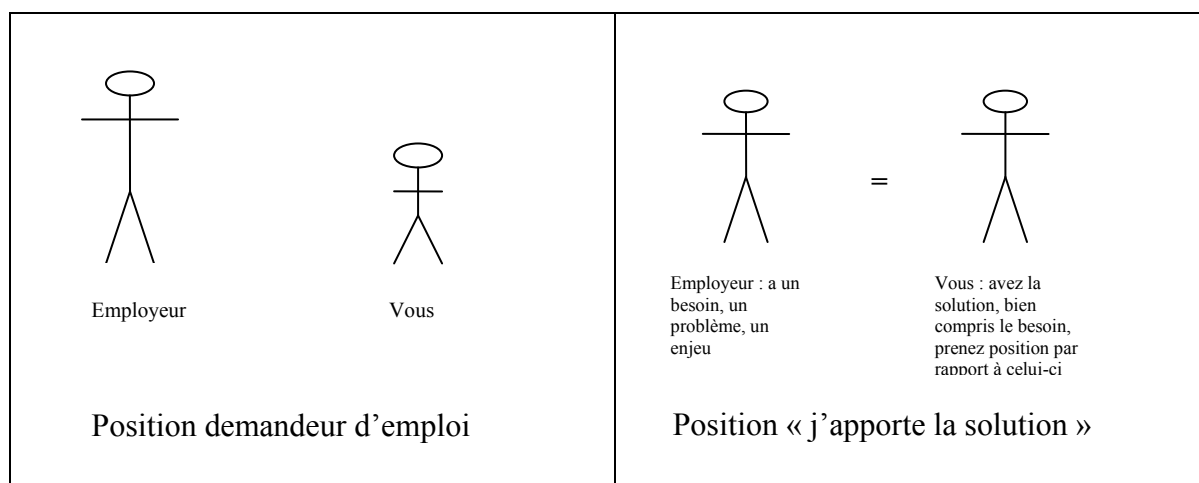 Employeur
Vous
Position demandeur d'emploi
=
Employeur : a un
besoin, un
problème, un
enjeu
Vous : avez la
solution, bien
compris le besoin,
prenez position par
rapport à celui-ci
Position « j'apporte la solution »